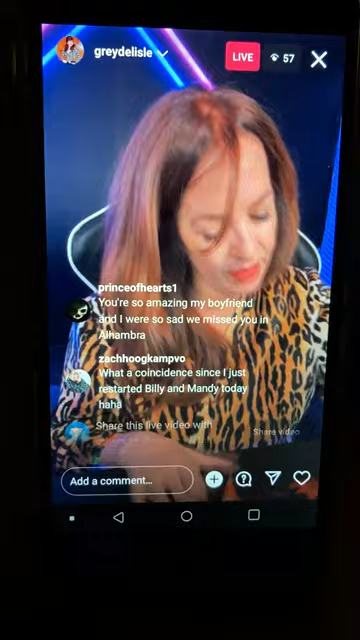 greydelisle
LIVE
57
princeofhearts1
You're so amazing my boyfriend
and I were so sad we missed you in
Alhambra
zachhoogkampvo
What a coincidence since I just
restarted Billy and Mandy today
haha
Share this live video with
Share video
Add a comment...